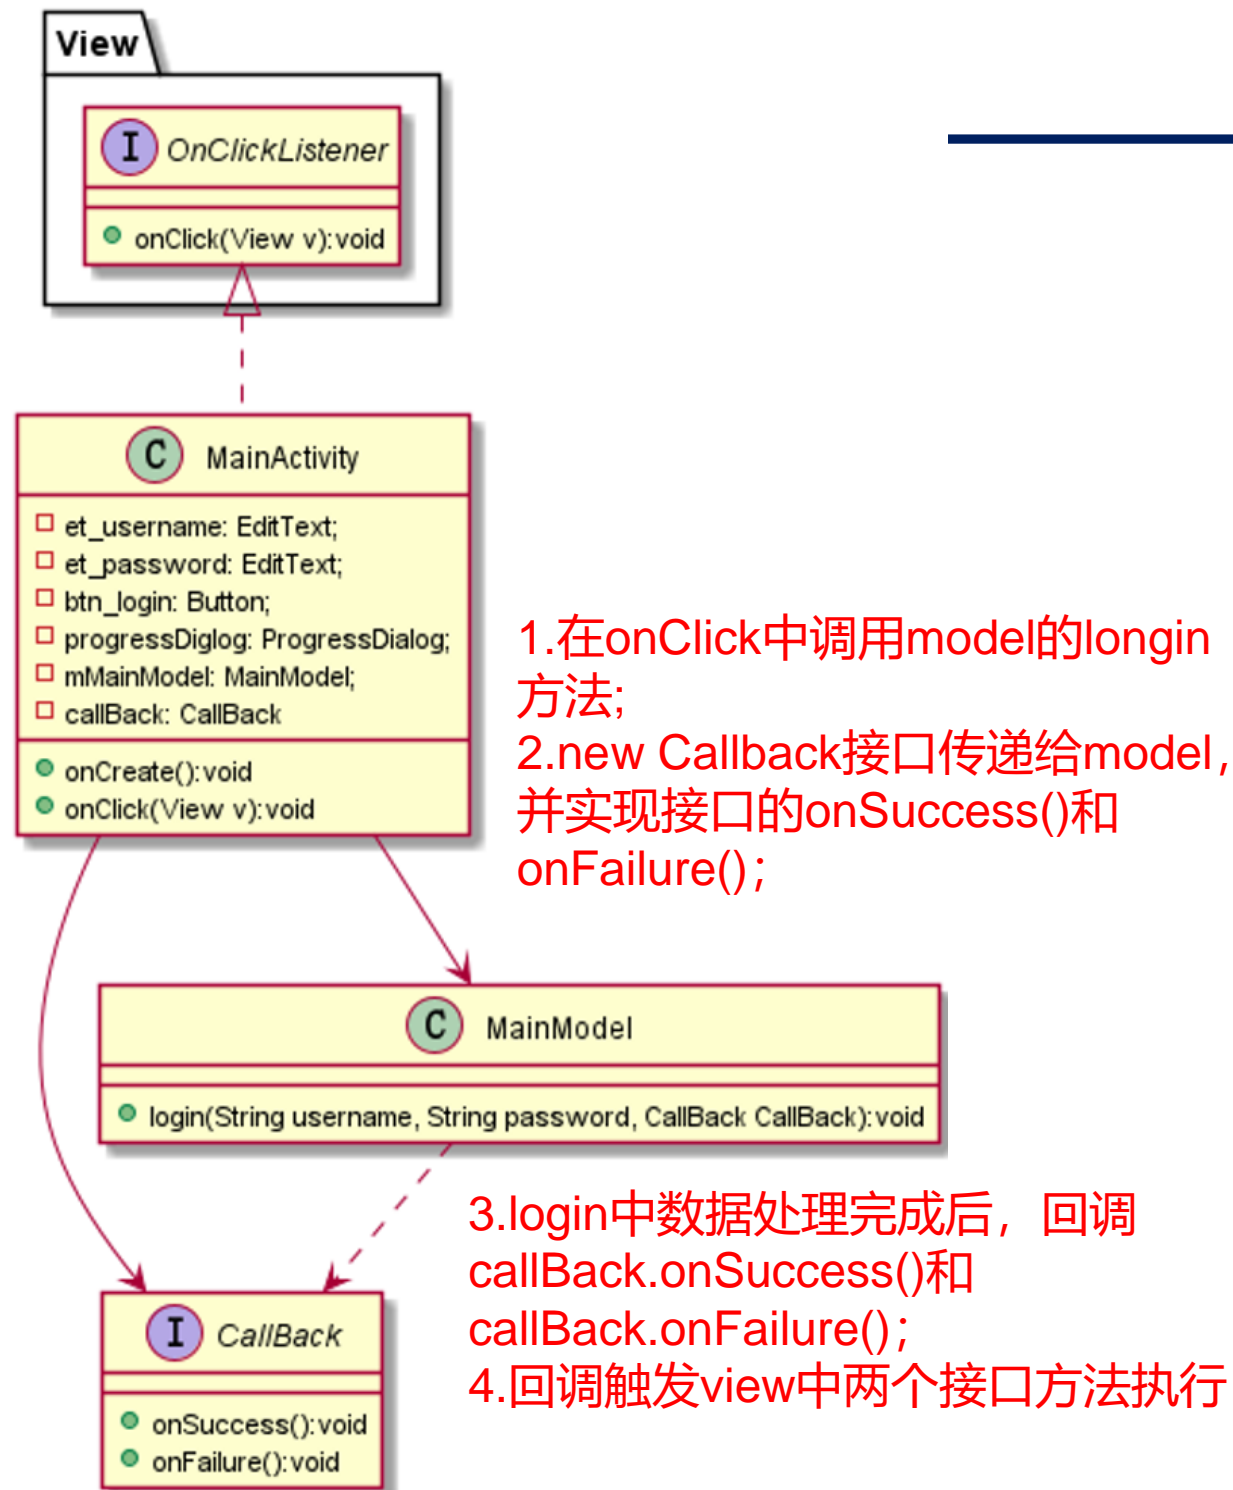 View
I OnClickListener
onClick(View v):void
C MainActivity
et_username: EditText;
et_password: EditText;
btn_login: Button;
progressDiglog: ProgressDialog;
mMainModel: MainModel;
callBack: CallBack
onCreate():void
onClick(View v):void
1.在onClick中调用model的longin
方法;
2.new Callback接口传递给model，
并实现接口的onSuccess()和
onFailure()；
C MainModel
login(String username, String password, CallBack CallBack):void
3.login中数据处理完成后，回调
callBack.onSuccess()和
callBack.onFailure()；
4.回调触发view中两个接口方法执行
I CallBack
onSuccess():void
onFailure():void